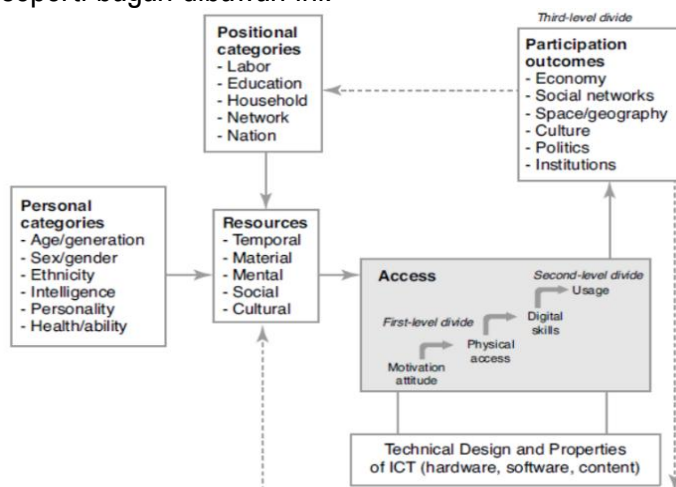 seperti bagan dibawah ini.
Third-level divide
Positional categories
- Labor
- Education
- Household
- Network
- Nation
Participation outcomes
- Economy
- Social networks
- Space/geography
- Culture
- Politics
- Institutions
Personal categories
- Age/generation
- Sex/gender
- Ethnicity
- Intelligence
- Personality
- Health/ability
Resources
- Temporal
- Material
- Mental
- Social
- Cultural
Access
Second-level divide
Usage
First-level divide
Digital skills
Physical access
Motivation attitude
Technical Design and Properties
of ICT (hardware, software, content)